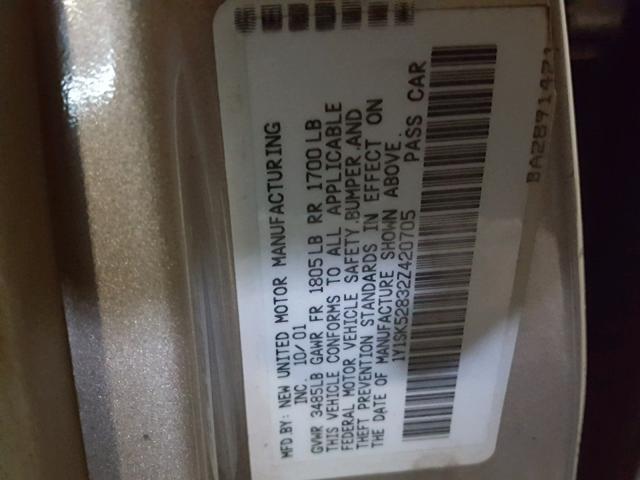 MFD BY: NEW UNITED MOTOR MANUFACTURING
INC. 10/01
GVWR 3485LB GAWR FR 1805LB RR 1700LB
THIS VEHICLE CONFORMS TO ALL APPLICABLE
FEDERAL MOTOR VEHICLE SAFETY, BUMPER, AND
THEFT PREVENTION STANDARDS IN EFFECT ON
THE DATE OF MANUFACTURE SHOWN ABOVE.
1Y1SK52832Z420705 PASS CAR